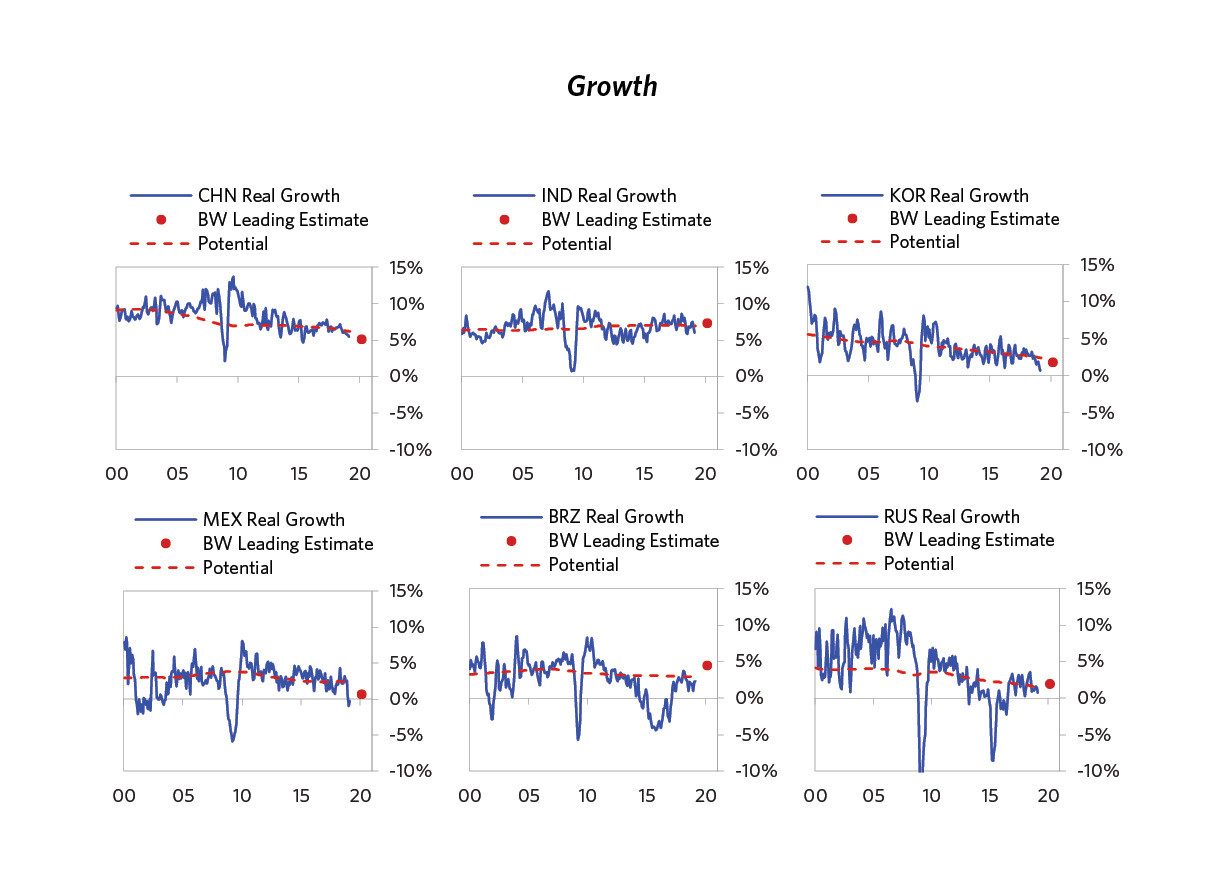 Growth
CHN Real Growth
BW Leading Estimate
Potential
15%
10%
5%
0%
-5%
-10%
00 05 10 15 20
IND Real Growth
BW Leading Estimate
Potential
15%
10%
5%
0%
-5%
-10%
00 05 10 15 20
KOR Real Growth
BW Leading Estimate
Potential
15%
10%
5%
0%
-5%
-10%
00 05 10 15 20
MEX Real Growth
BW Leading Estimate
Potential
15%
10%
5%
0%
-5%
-10%
00 05 10 15 20
BRZ Real Growth
BW Leading Estimate
Potential
15%
10%
5%
0%
-5%
-10%
00 05 10 15 20
RUS Real Growth
BW Leading Estimate
Potential
15%
10%
5%
0%
-5%
-10%
00 05 10 15 20